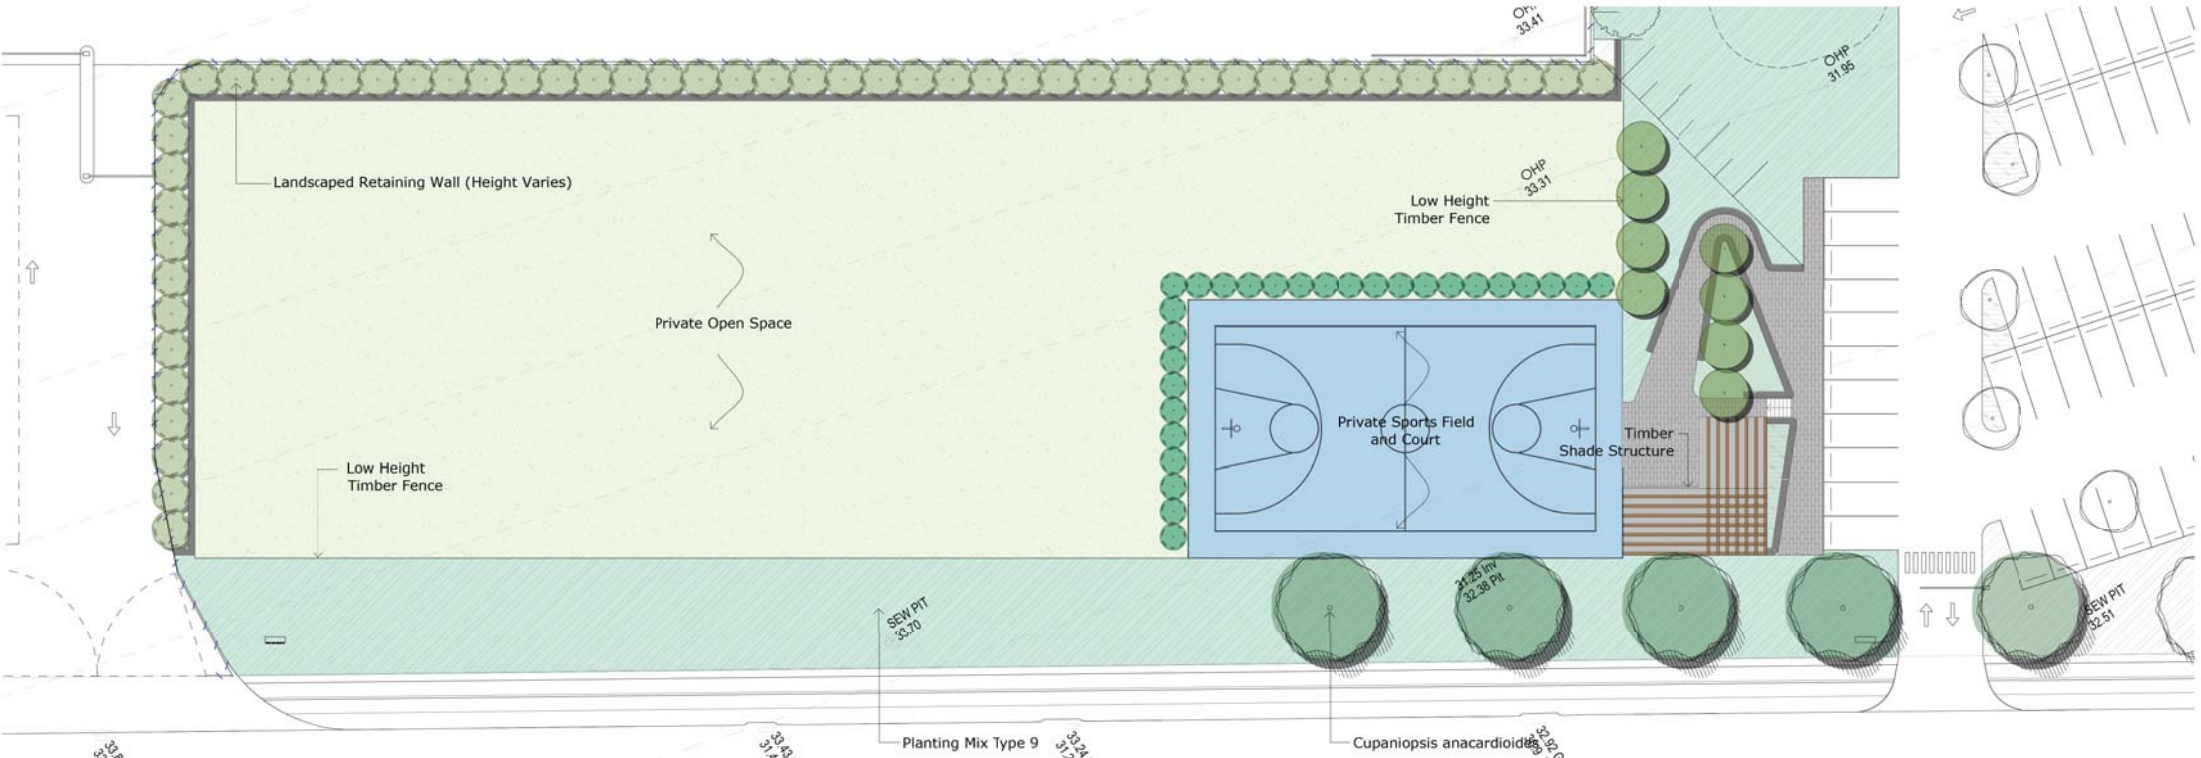 OHP
33.41
OHP
31.95
Landscaped Retaining Wall (Height Varies)
OHP
33.31
Low Height
Timber Fence
Private Open Space
Private Sports Field
and Court
Timber
Shade Structure
Low Height
Timber Fence
31.25 Inv
32.38 Pit
SEW PIT
33.70
SEW PIT
32.51
Planting Mix Type 9
Cupaniopsis anacardioides
33.43
33.24
32.92